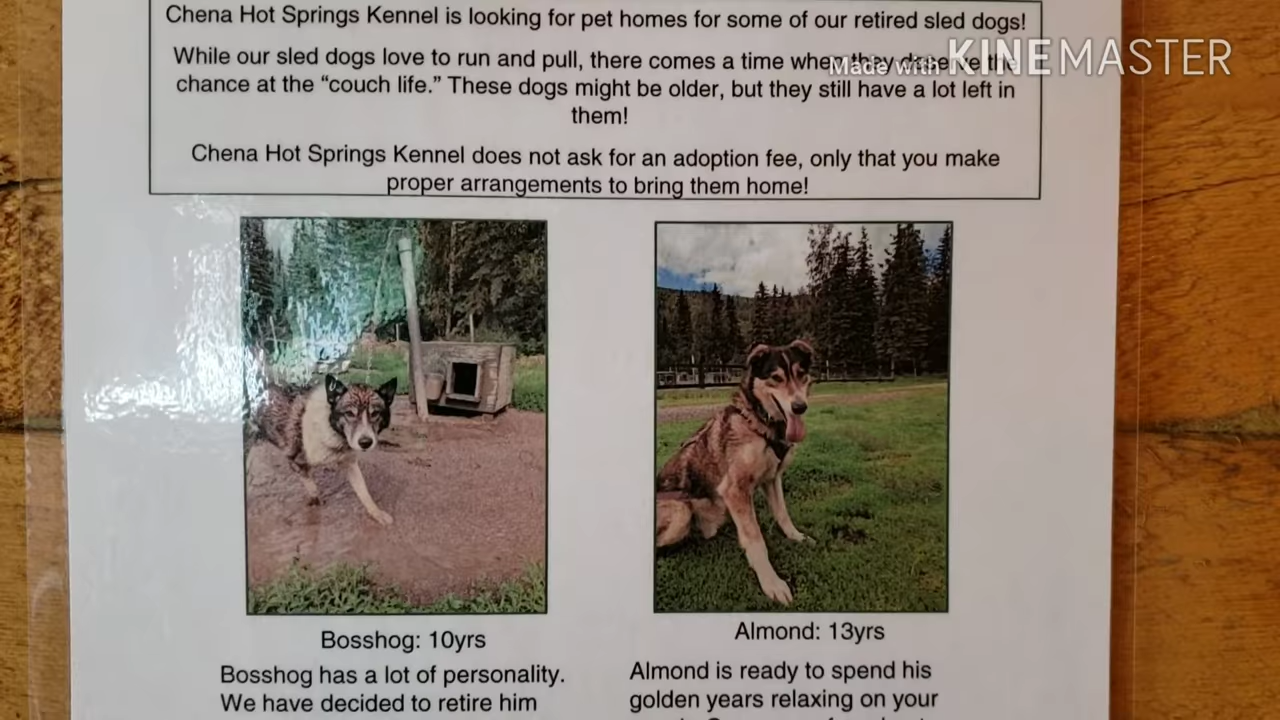 Chena Hot Springs Kennel is looking for pet homes for some of our retired sled dogs!
While our sled dogs love to run and pull, there comes a time when they deserve the
chance at the “couch life.” These dogs might be older, but they still have a lot left in
them!
Chena Hot Springs Kennel does not ask for an adoption fee, only that you make
proper arrangements to bring them home!
Made with KINEMASTER
Bosshog: 10yrs
Bosshog has a lot of personality.
We have decided to retire him
Almond: 13yrs
Almond is ready to spend his
golden years relaxing on your